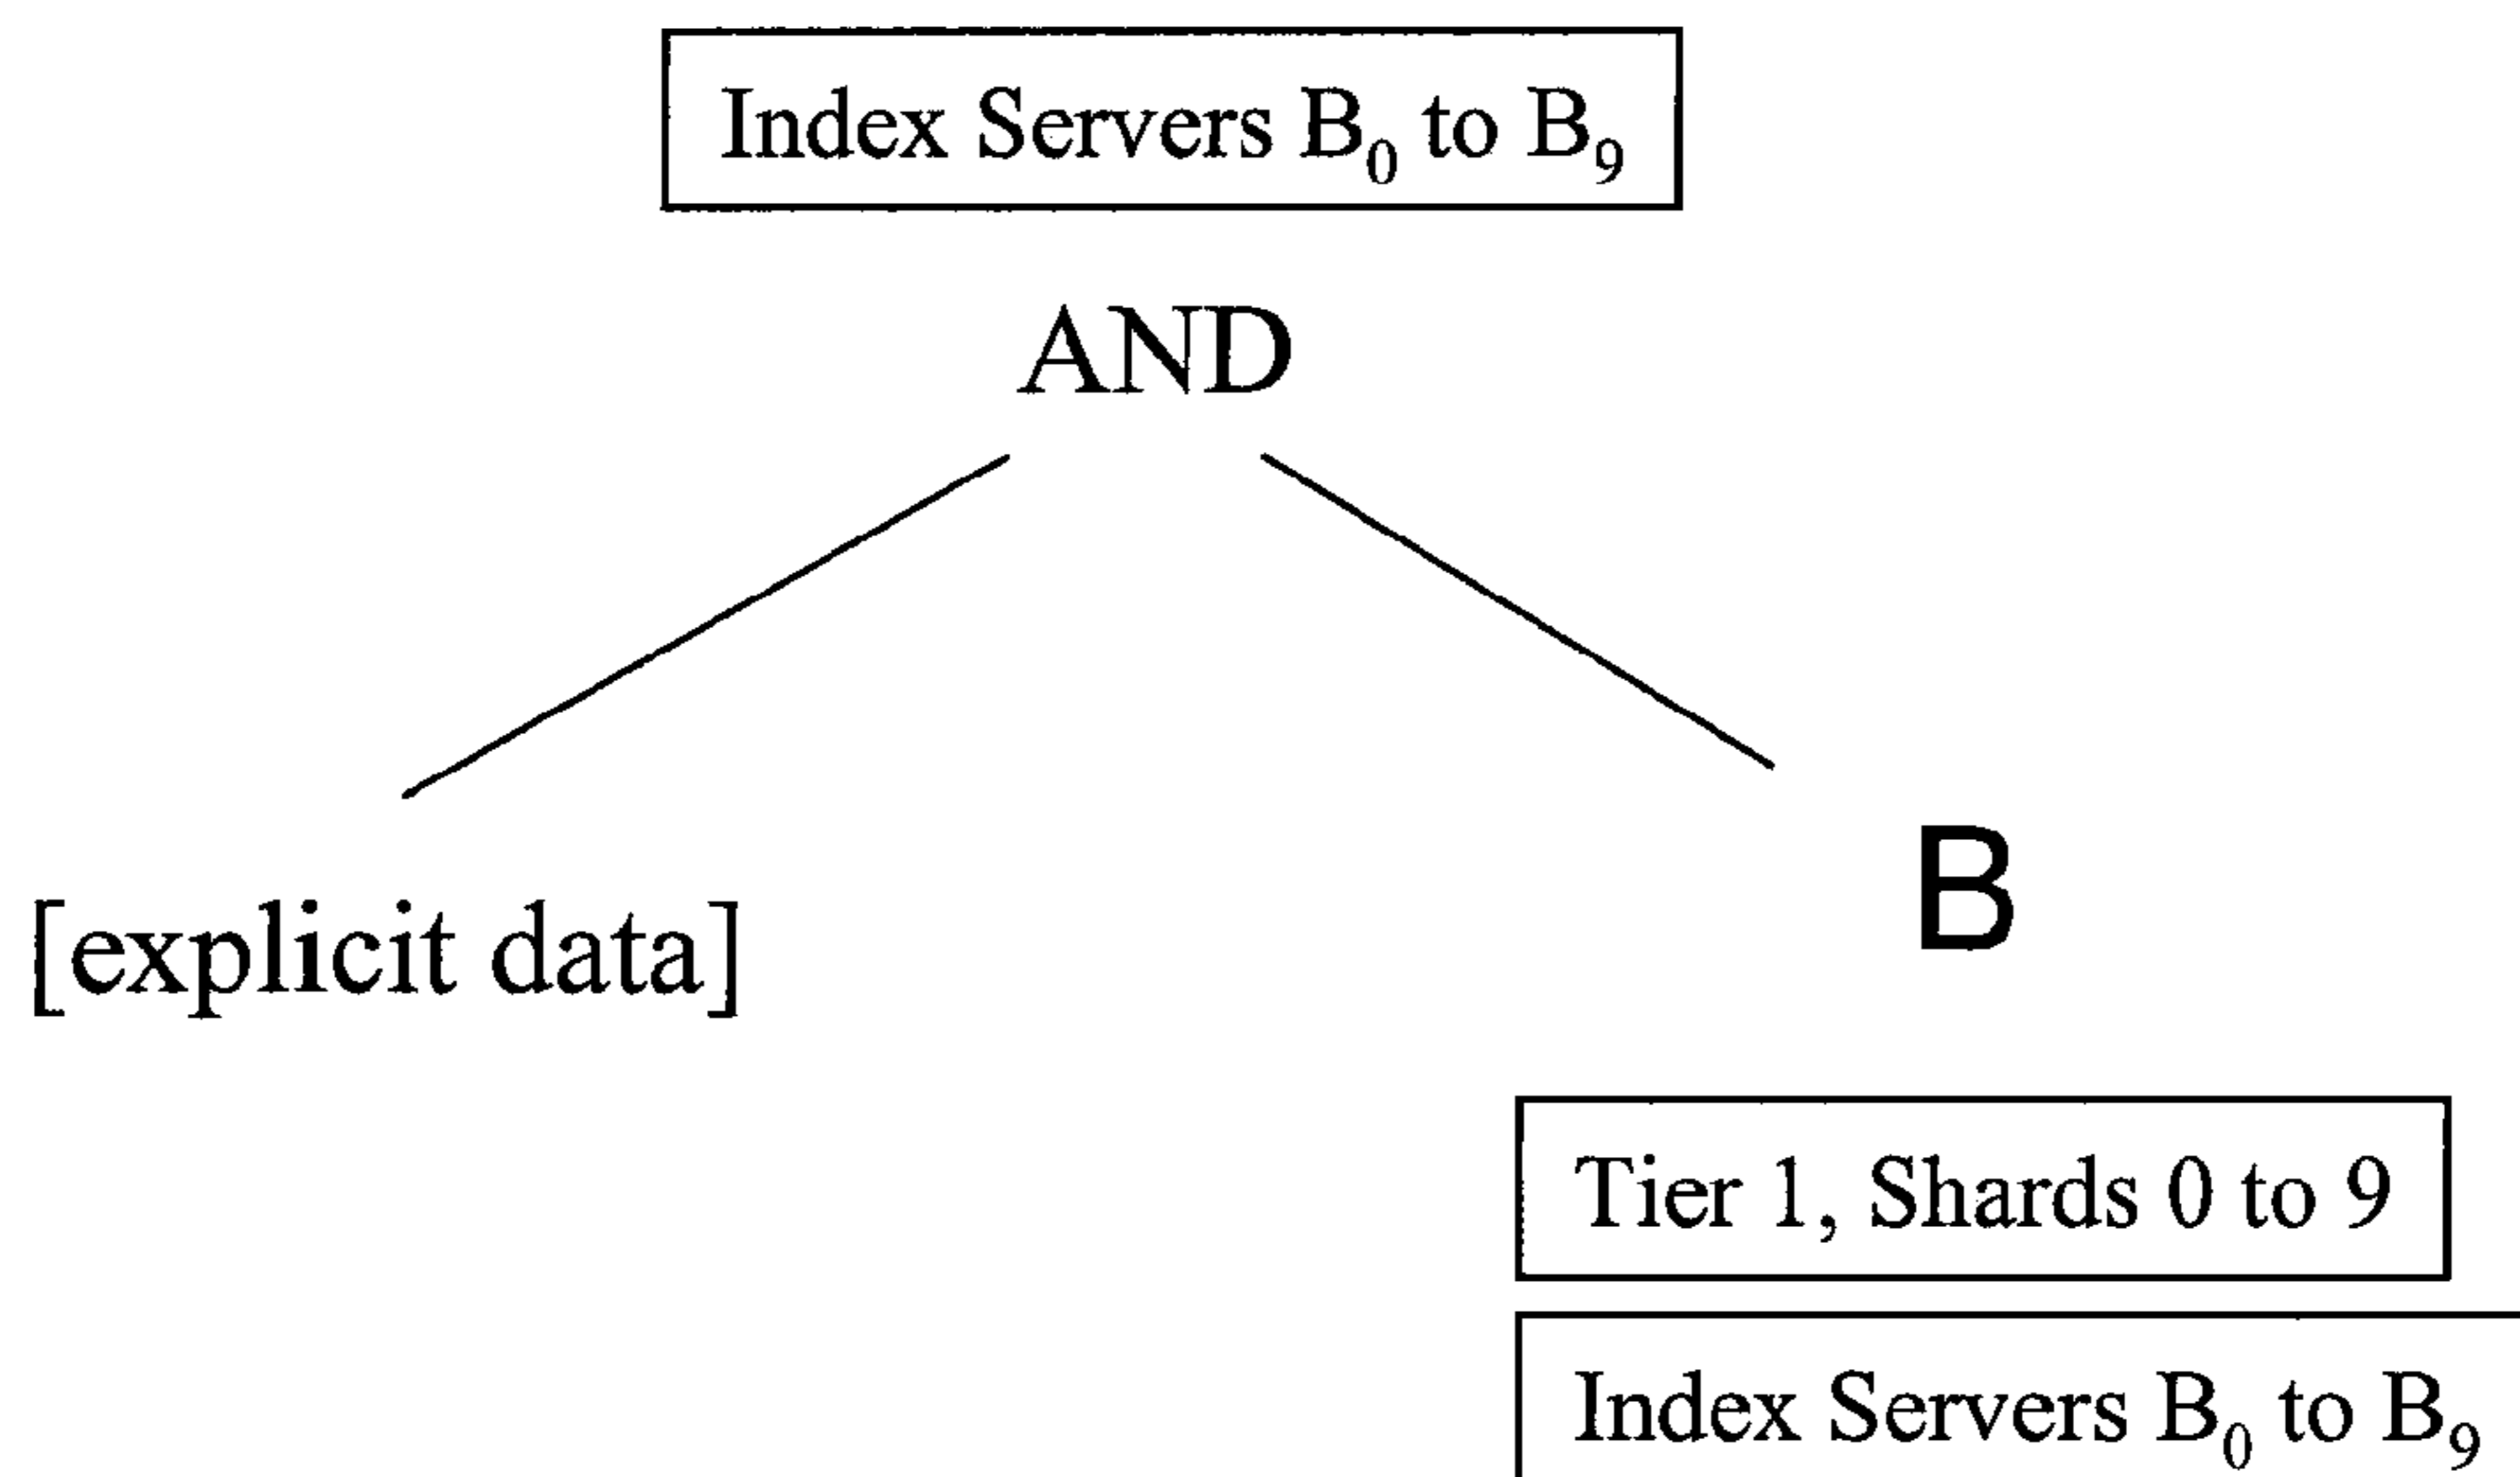 Index Servers B₀ to B₉
AND
[explicit data]
B
Tier 1, Shards 0 to 9
Index Servers B₀ to B₉